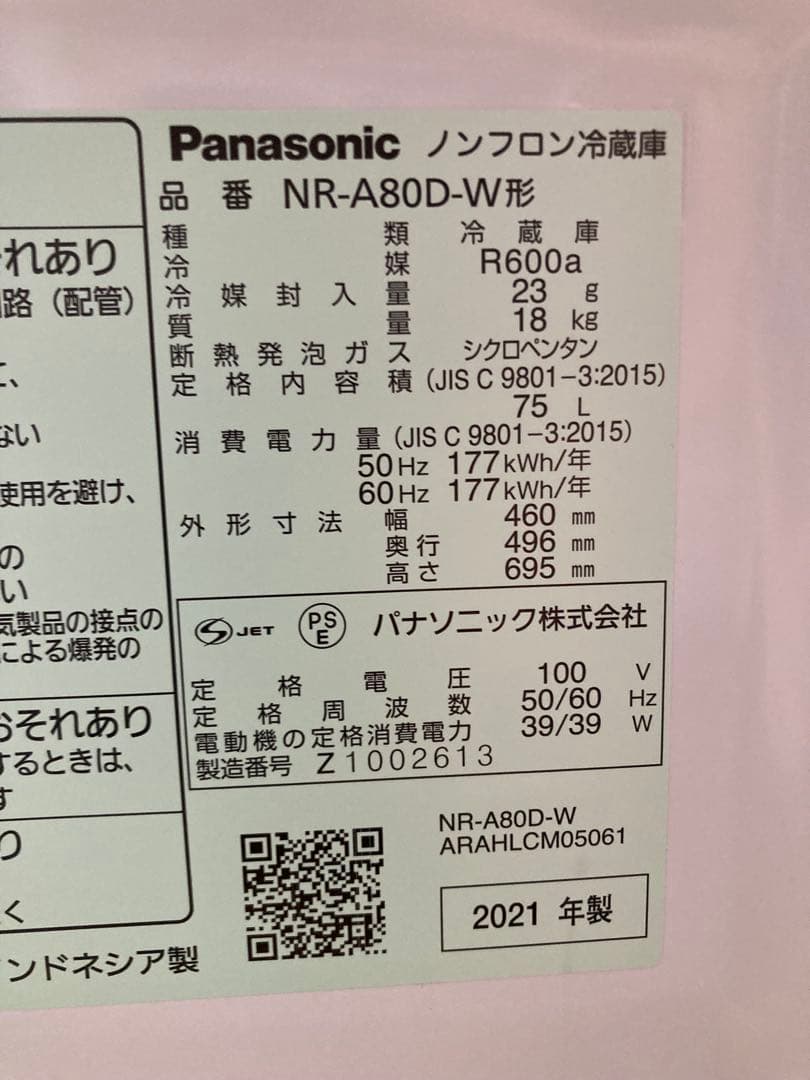 れあり
路（配管）
に、
ない
使用を避け、
の
い
気製品の接点の
による爆発の
おそれあり
するときは、
す
り
く
ンドネシア製
Panasonic ノンフロン冷蔵庫
品番 NR-A80D-W形
種類 冷蔵庫
冷媒 R600a
冷媒封入量 23 g
質量 18 kg
断熱発泡ガス シクロペンタン
定格内容積 (JIS C 9801-3:2015)
75 L
消費電力量 (JIS C 9801-3:2015)
50Hz 177kWh/年
60Hz 177kWh/年
外形寸法 幅 460 mm
奥行 496 mm
高さ 695 mm
JET PSE パナソニック株式会社
定格電圧 100 V
定格周波数 50/60 Hz
電動機の定格消費電力 39/39 W
製造番号 Z1002613
NR-A80D-W
ARAHLCM05061
2021 年製